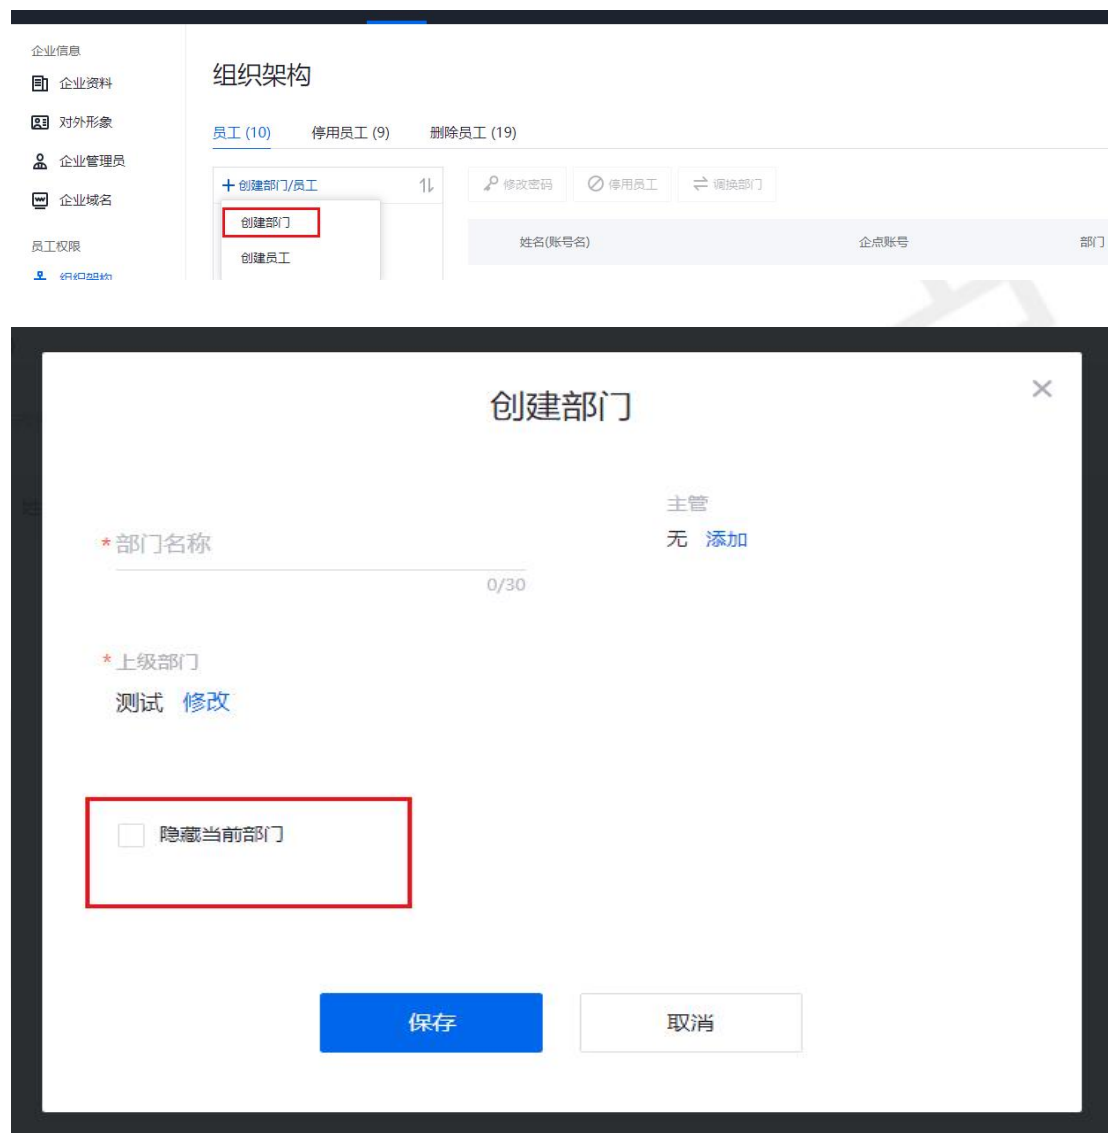 企业信息
企业资料
对外形象
企业管理员
企业域名
员工权限
组织架构
组织架构
员工 (10) 停用员工 (9) 删除员工 (19)
+ 创建部门/员工
修改密码 停用员工 调换部门
创建部门
创建员工
姓名(账号名) 企点账号 部门
创建部门
主管
无 添加
*部门名称
0/30
*上级部门
测试 修改
隐藏当前部门
保存 取消